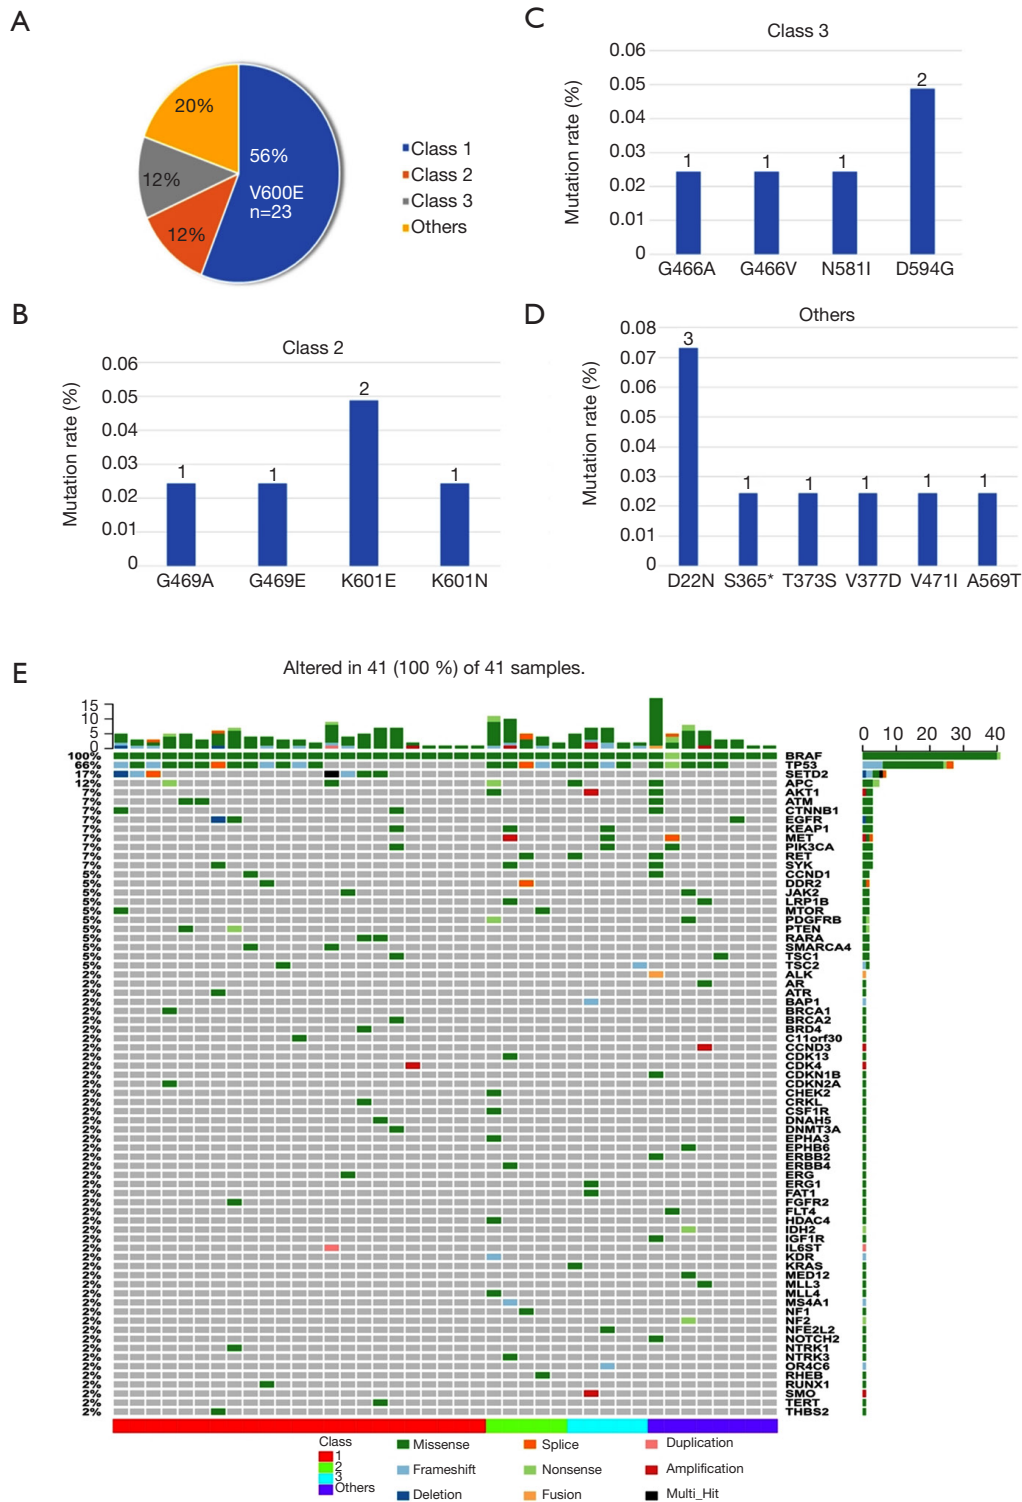 A
20%
56%
12%
V600E
n=23
12%
Class 1
Class 2
Class 3
Others
C
Class 3
Mutation rate (%)
0.06
0.05
0.04
0.03
0.02
0.01
0
1
1
1
2
G466A G466V N581I D594G
B
Class 2
Mutation rate (%)
0.06
0.05
0.04
0.03
0.02
0.01
0
1
1
2
1
G469A G469E K601E K601N
D
Others
Mutation rate (%)
0.08
0.07
0.06
0.05
0.04
0.03
0.02
0.01
0
3
1
1
1
1
1
D22N S365* T373S V377D V471I A569T
E
Altered in 41 (100 %) of 41 samples.
15
10
5
0
0 10 20 30 40
100% BRAF
66% TP53
17% SETD2
12% APC
7% AKT1
7% ATM
7% CTNNB1
7% EGFR
7% KEAP1
7% MET
7% PIK3CA
7% RET
7% SYK
5% CCND1
5% DDR2
5% JAK2
5% LRP1B
5% MTOR
5% PDGFRB
5% PTEN
5% RARA
5% SMARCA4
5% TSC1
5% TSC2
2% ALK
2% AR
2% ATR
2% BAP1
2% BRCA1
2% BRCA2
2% BRD4
2% C11orf30
2% CCND3
2% CDK13
2% CDK4
2% CDKN1B
2% CDKN2A
2% CHEK2
2% CRKL
2% CSF1R
2% DNAH5
2% DNMT3A
2% EPHA3
2% EPHB6
2% ERBB2
2% ERBB4
2% ERG
2% ERG1
2% FAT1
2% FGFR2
2% FLT4
2% HDAC4
2% IDH2
2% IGF1R
2% IL6ST
2% KDR
2% KRAS
2% MED12
2% MLL3
2% MLL4
2% MS4A1
2% NF1
2% NF2
2% NFE2L2
2% NOTCH2
2% NTRK1
2% NTRK3
2% OR4C6
2% RHEB
2% RUNX1
2% SMO
2% TERT
2% THBS2
Class
1
2
3
Others
Missense
Frameshift
Deletion
Splice
Nonsense
Fusion
Duplication
Amplification
Multi_Hit